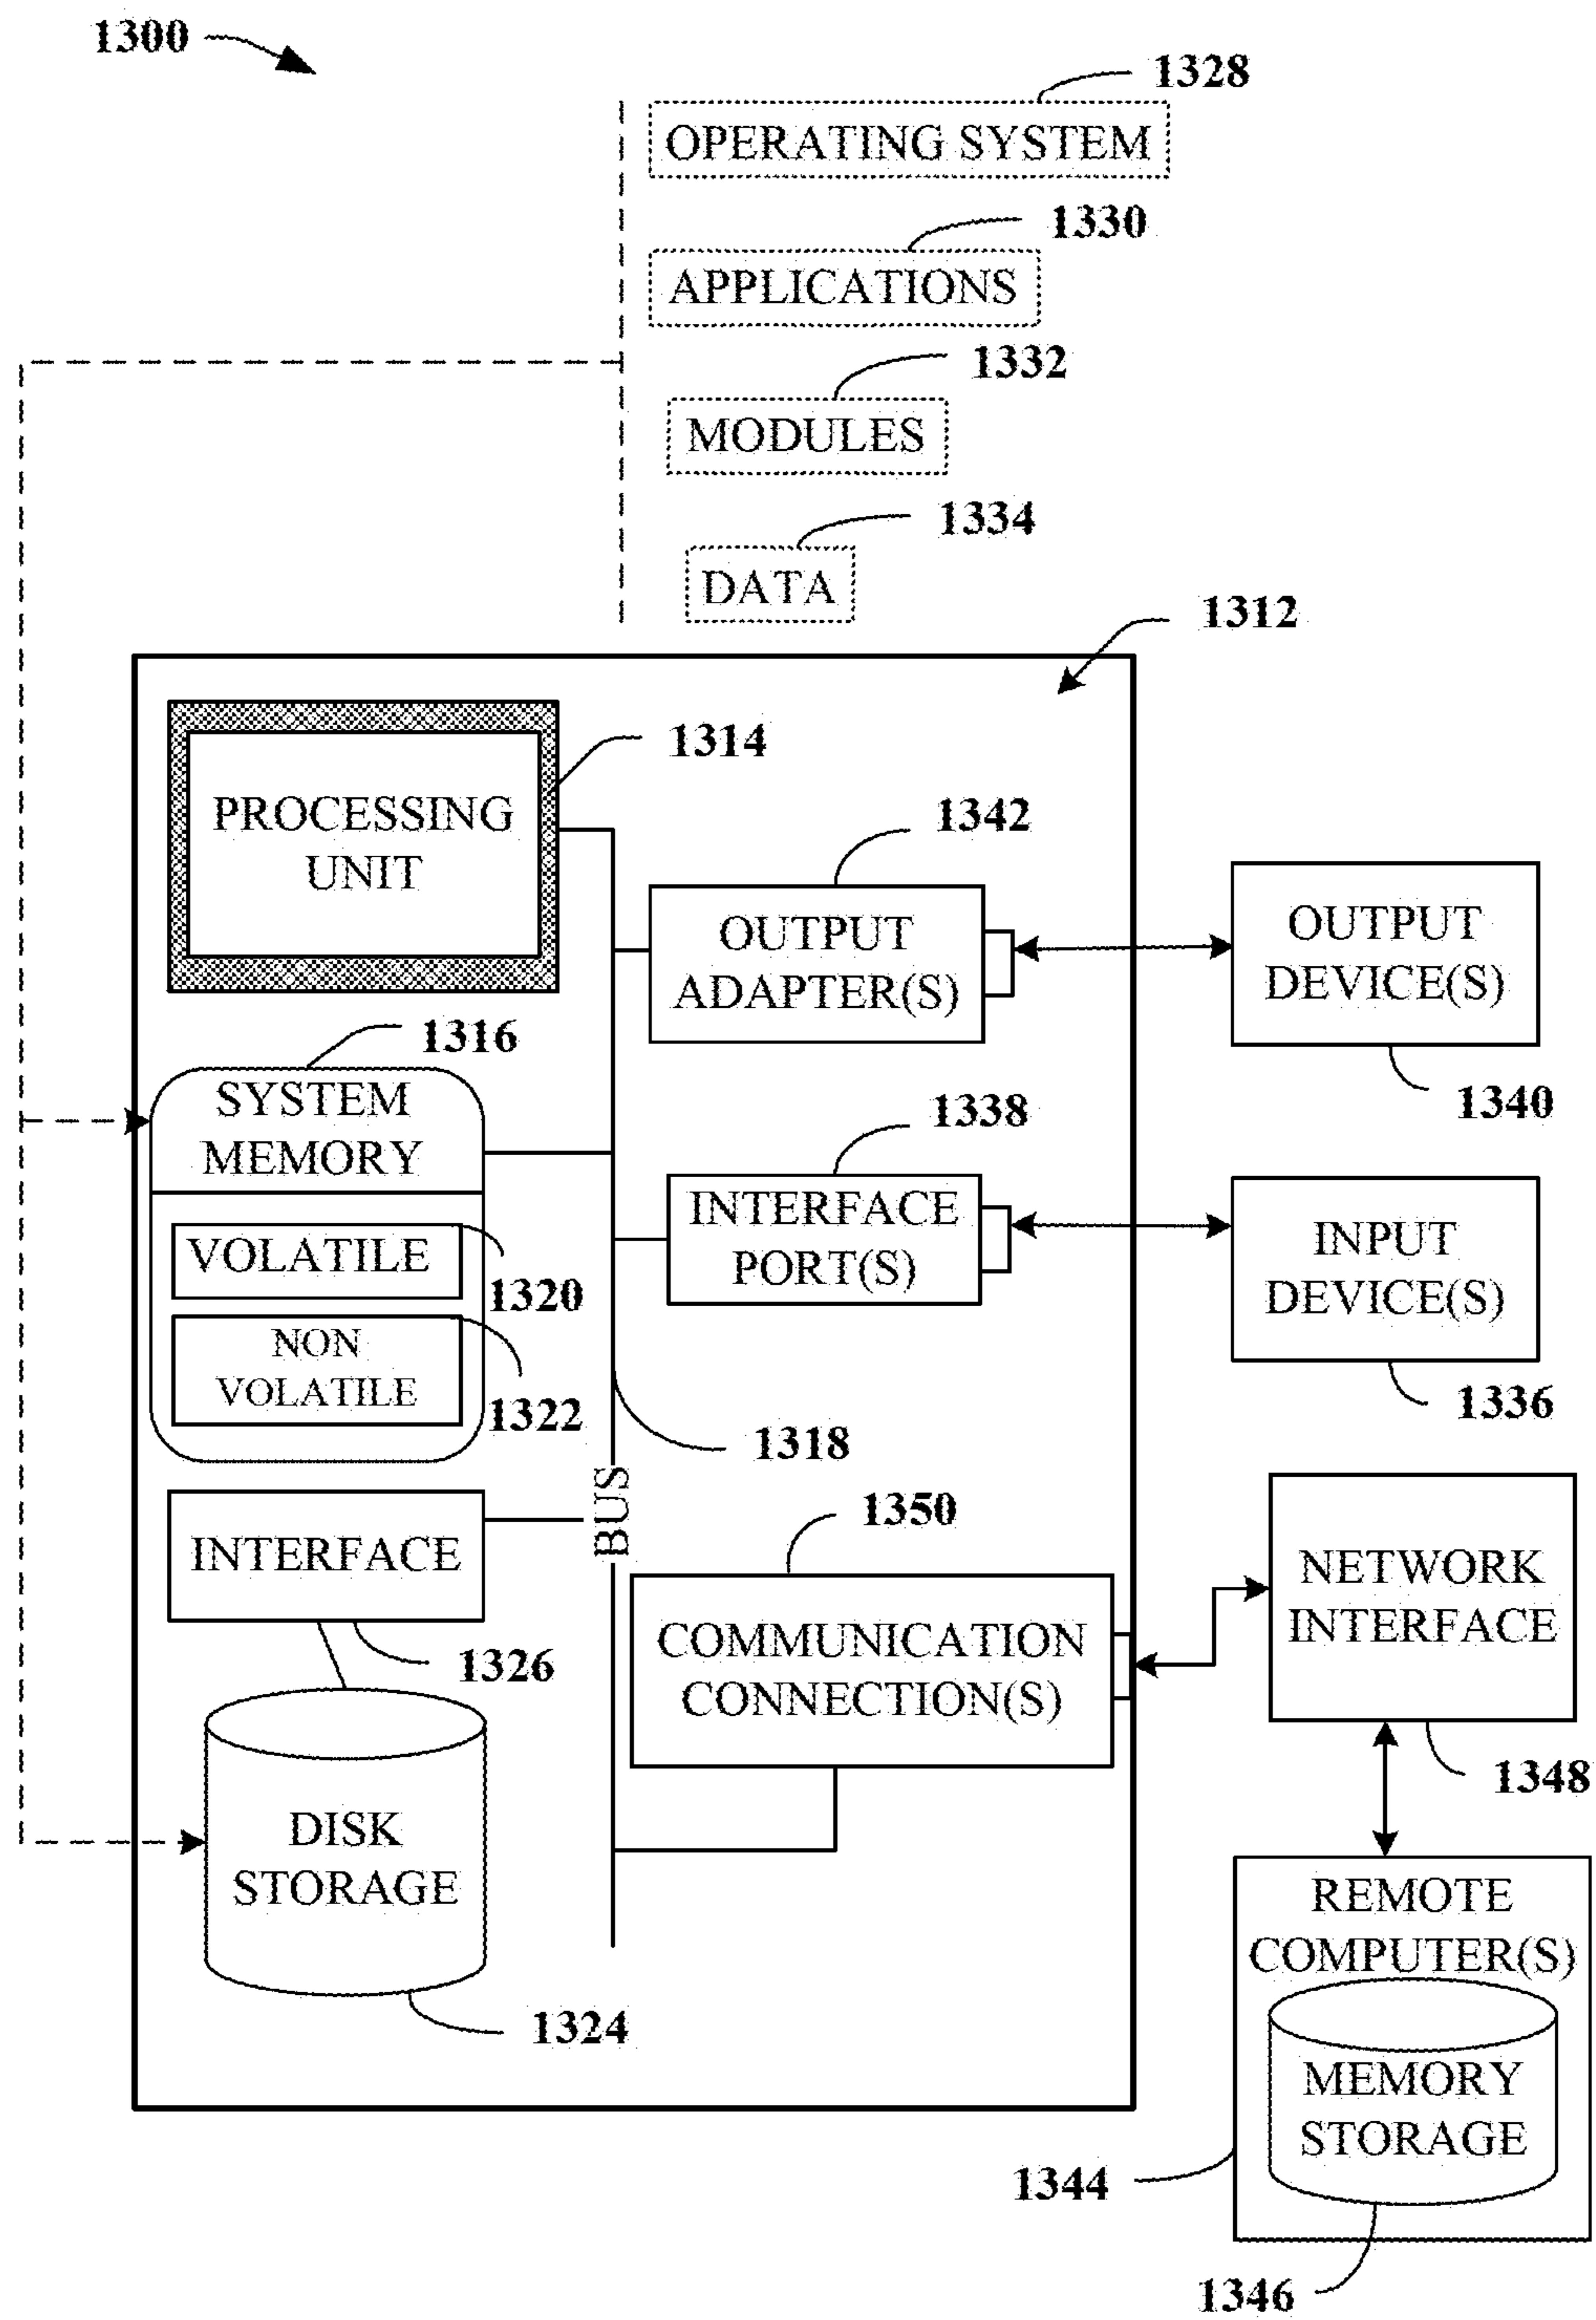 1300
1328
OPERATING SYSTEM
1330
APPLICATIONS
1332
MODULES
1334
DATA
1312
1314
PROCESSING
UNIT
1342
OUTPUT
ADAPTER(S)
OUTPUT
DEVICE(S)
1340
1316
SYSTEM
MEMORY
1338
INTERFACE
PORT(S)
INPUT
DEVICE(S)
1336
VOLATILE
1320
NON
VOLATILE
1322
1318
BUS
INTERFACE
1326
1350
COMMUNICATION
CONNECTION(S)
NETWORK
INTERFACE
1348
DISK
STORAGE
1324
REMOTE
COMPUTER(S)
MEMORY
STORAGE
1344
1346